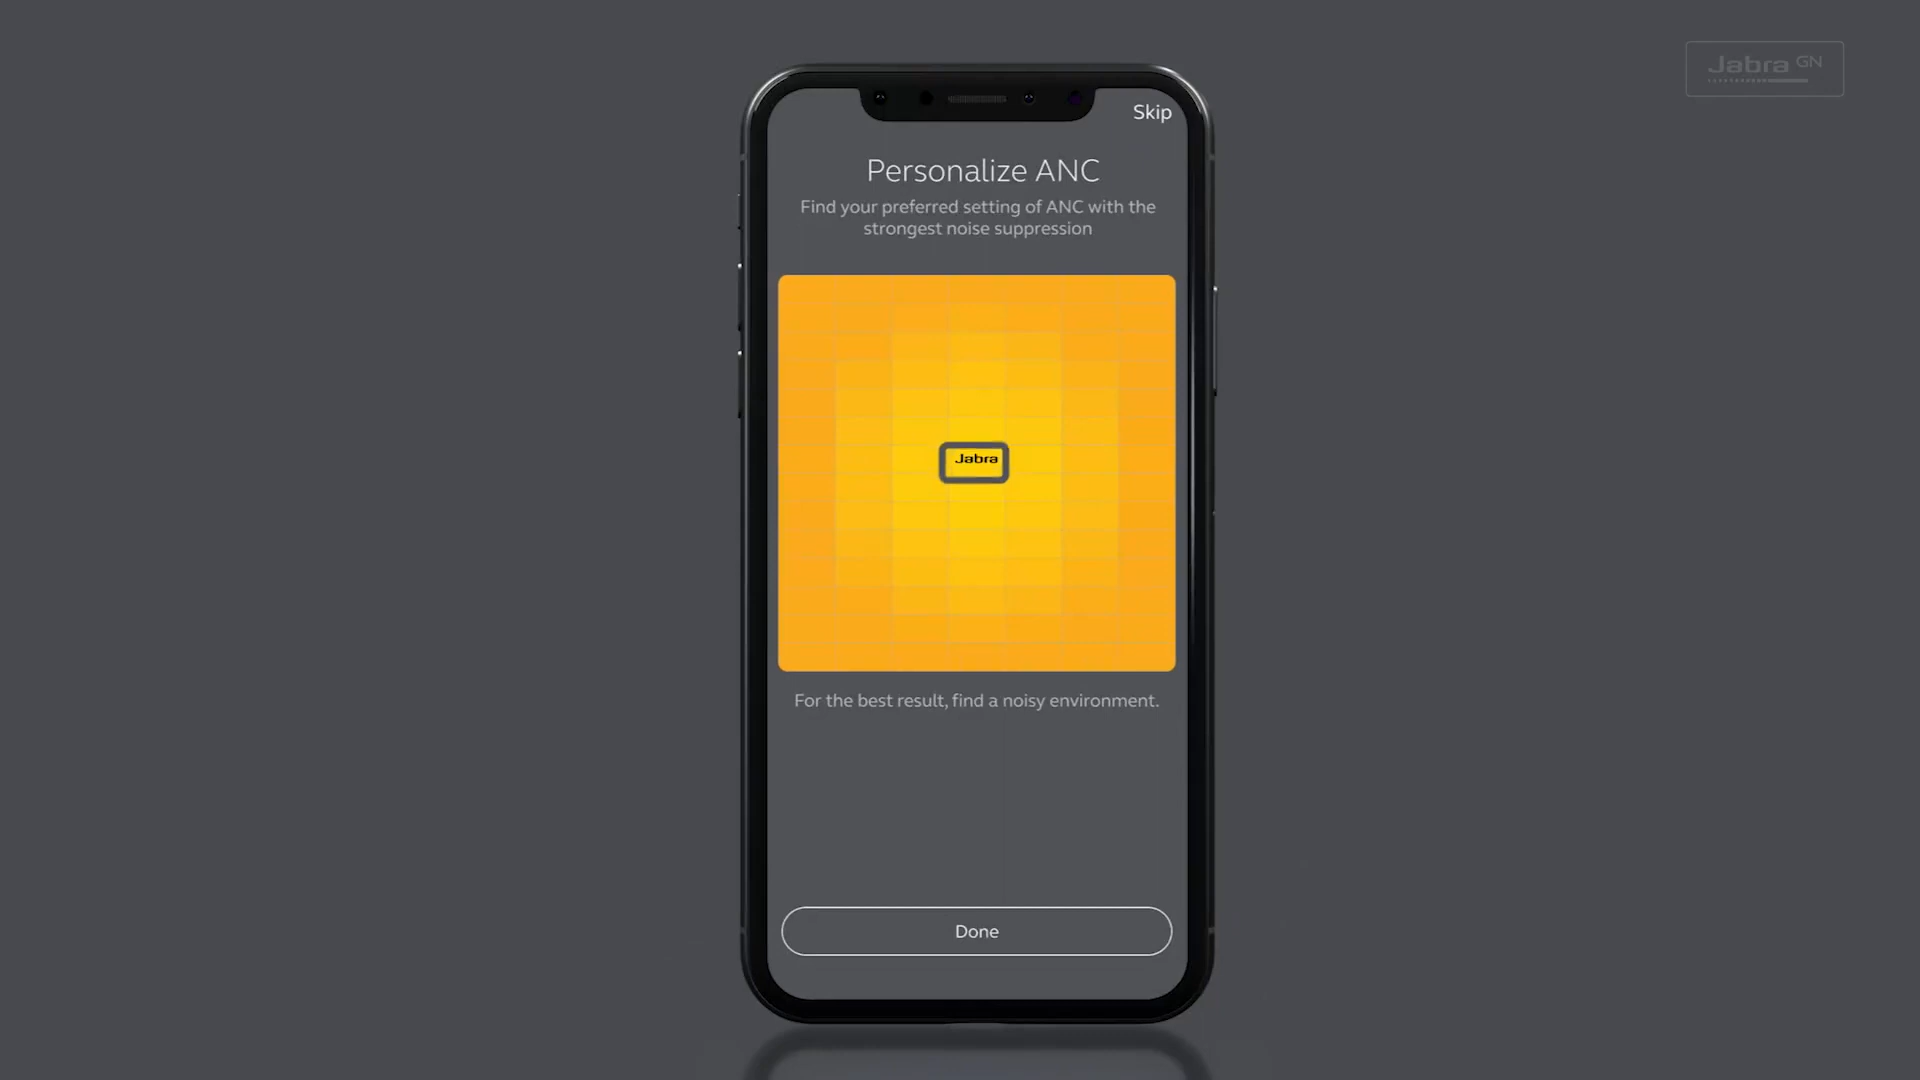 Jabra GN
Skip
Personalize ANC
Find your preferred setting of ANC with the
strongest noise suppression
Jabra
For the best result, find a noisy environment.
Done